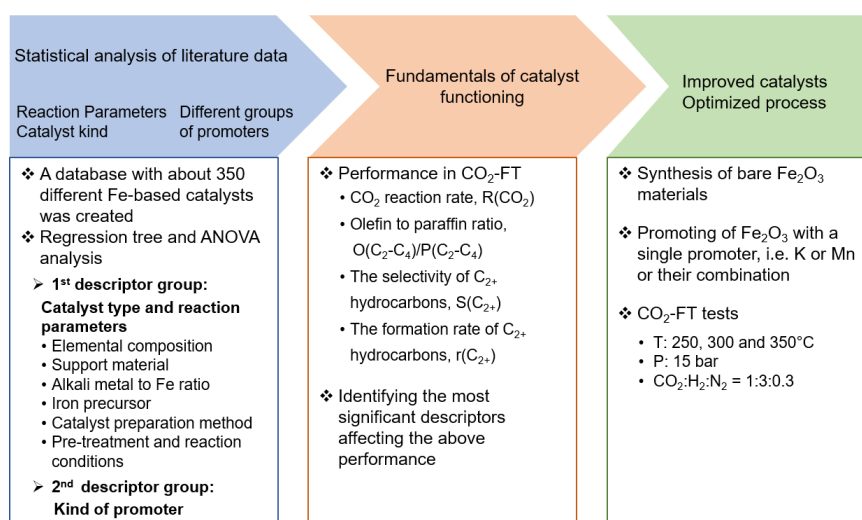 Statistical analysis of literature data
Reaction Parameters
Catalyst kind
Different groups
of promoters
❖ A database with about 350
different Fe-based catalysts
was created
❖ Regression tree and ANOVA
analysis
➢ 1st descriptor group:
Catalyst type and reaction
parameters
• Elemental composition
• Support material
• Alkali metal to Fe ratio
• Iron precursor
• Catalyst preparation method
• Pre-treatment and reaction
conditions
➢ 2nd descriptor group:
Kind of promoter
Fundamentals of catalyst
functioning
❖ Performance in CO₂-FT
• CO₂ reaction rate, R(CO₂)
• Olefin to paraffin ratio,
O(C₂-C₄)/P(C₂-C₄)
• The selectivity of C₂₊
hydrocarbons, S(C₂₊)
• The formation rate of C₂₊
hydrocarbons, r(C₂₊)
❖ Identifying the most
significant descriptors
affecting the above
performance
Improved catalysts
Optimized process
❖ Synthesis of bare Fe₂O₃
materials
❖ Promoting of Fe₂O₃ with a
single promoter, i.e. K or Mn
or their combination
❖ CO₂-FT tests
• T: 250, 300 and 350°C
• P: 15 bar
• CO₂:H₂:N₂ = 1:3:0.3